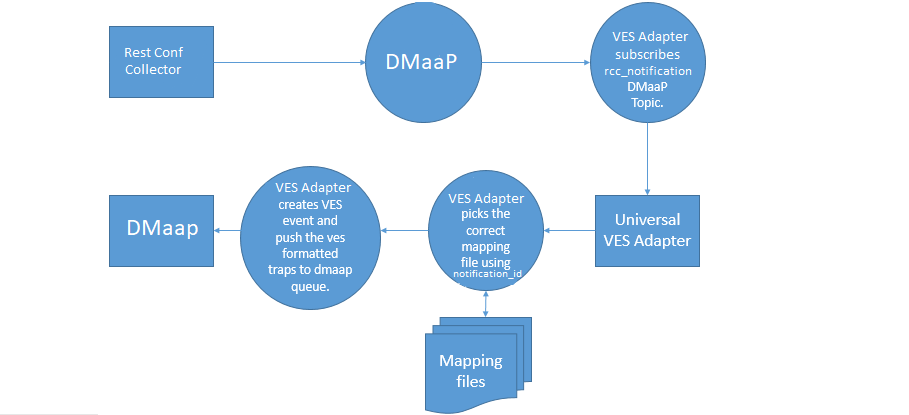 Rest Conf
Collector
DMaaP
VES Adapter
subscribes
rcc_notification
DMaaP
Topic.
Universal
VES Adapter
VES Adapter
picks the
correct
mapping
file using
notification_id
VES Adapter
creates VES
event and
push the ves
formatted
traps to dmaap
queue.
DMaap
Mapping
files